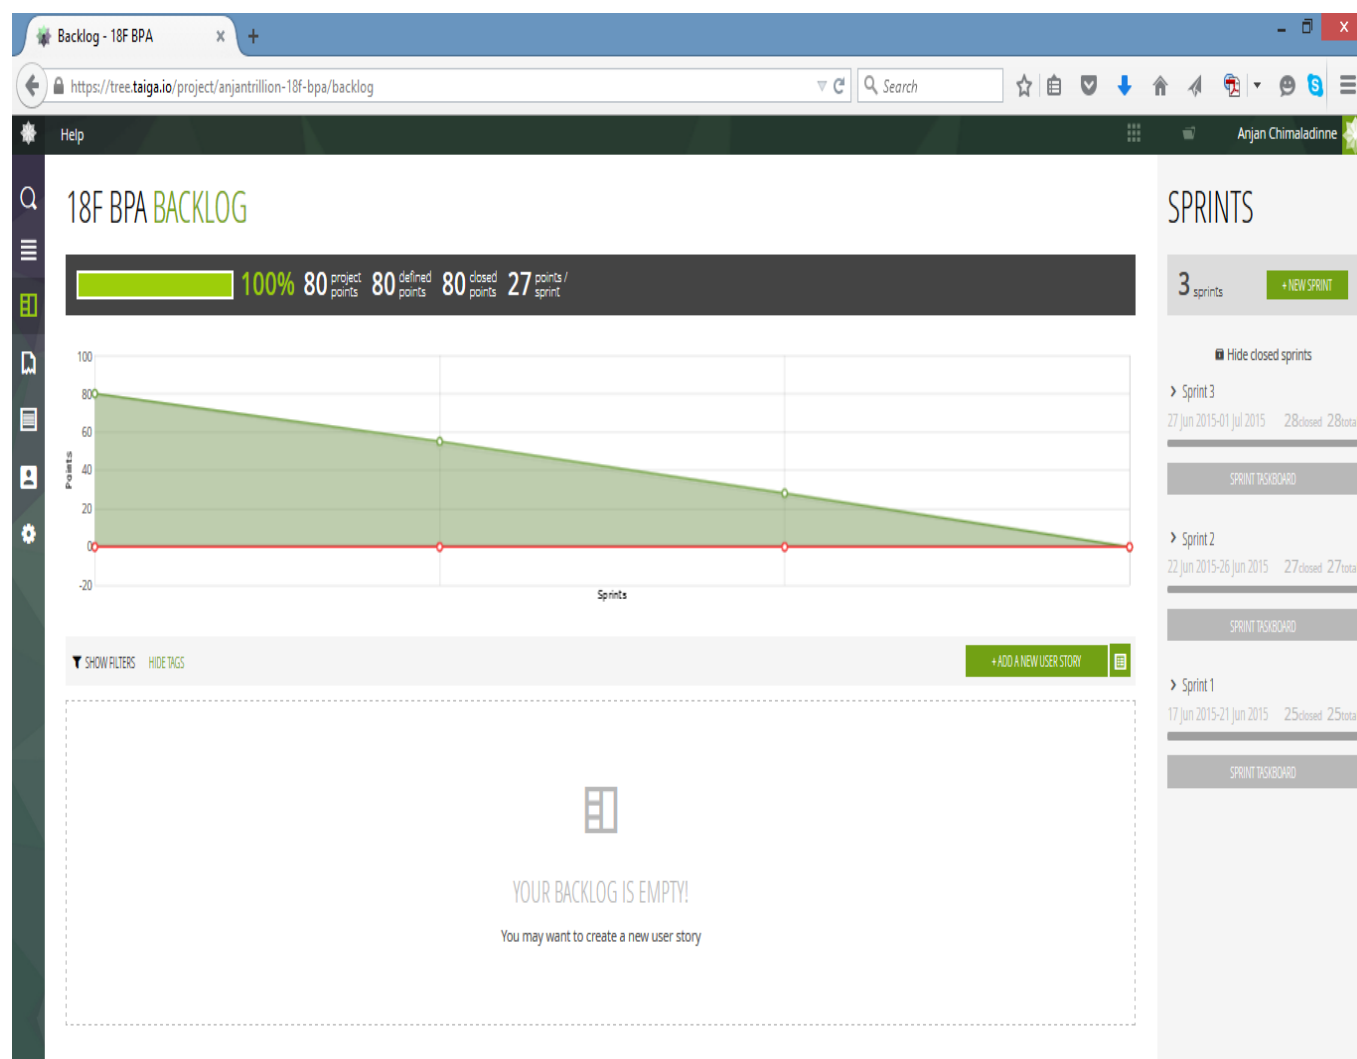 Backlog - 18F BPA
https://tree.taiga.io/project/anjantrillion-18f-bpa/backlog
Search
Help
Anjan Chimaladinne
18F BPA BACKLOG
100% 80 project points 80 defined points 80 closed points 27 points / sprint
100
80
60
40
20
0
-20
Points
Sprints
SHOW FILTERS HIDE TAGS
+ ADD A NEW USER STORY
YOUR BACKLOG IS EMPTY!
You may want to create a new user story
SPRINTS
3 sprints
+ NEW SPRINT
Hide closed sprints
Sprint 3
27 Jun 2015-01 Jul 2015 28 closed 28 tota
SPRINT TASKBOARD
Sprint 2
22 Jun 2015-26 Jun 2015 27 closed 27 tota
SPRINT TASKBOARD
Sprint 1
17 Jun 2015-21 Jun 2015 25 closed 25 tota
SPRINT TASKBOARD